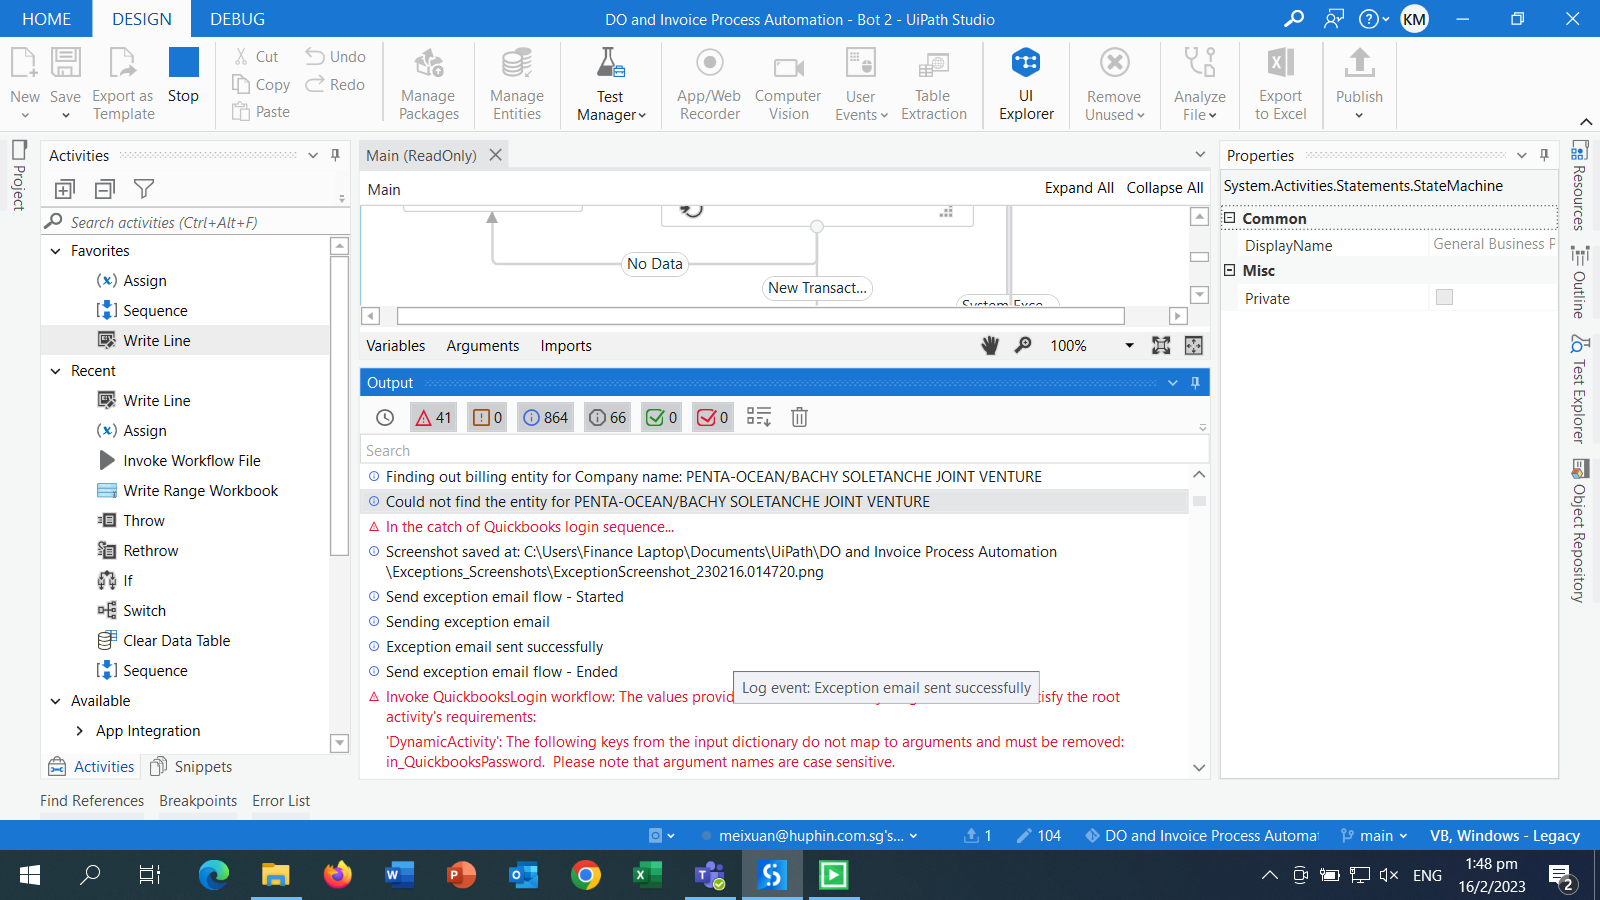 HOME
DESIGN
DEBUG
DO and Invoice Process Automation - Bot 2 - UiPath Studio
KM
New
Save
Export as
Template
Stop
Cut
Copy
Paste
Undo
Redo
Manage
Packages
Manage
Entities
Test
Manager
App/Web
Recorder
Computer
Vision
User
Events
Table
Extraction
UI
Explorer
Remove
Unused
Analyze
File
Export
to Excel
Publish
Project
Activities
Search activities (Ctrl+Alt+F)
Favorites
Assign
Sequence
Write Line
Recent
Write Line
Assign
Invoke Workflow File
Write Range Workbook
Throw
Rethrow
If
Switch
Clear Data Table
Sequence
Available
App Integration
Activities
Snippets
Main (ReadOnly)
Main
Expand All
Collapse All
No Data
New Transact...
System Exce...
Variables
Arguments
Imports
100%
Output
41
0
864
66
0
0
Search
Finding out billing entity for Company name: PENTA-OCEAN/BACHY SOLETANCHE JOINT VENTURE
Could not find the entity for PENTA-OCEAN/BACHY SOLETANCHE JOINT VENTURE
In the catch of Quickbooks login sequence...
Screenshot saved at: C:\Users\Finance Laptop\Documents\UiPath\DO and Invoice Process Automation
\Exceptions_Screenshots\ExceptionScreenshot_230216.014720.png
Send exception email flow - Started
Sending exception email
Exception email sent successfully
Send exception email flow - Ended
Log event: Exception email sent successfully
Invoke QuickbooksLogin workflow: The values provid
tisfy the root
activity's requirements:
'DynamicActivity': The following keys from the input dictionary do not map to arguments and must be removed:
in_QuickbooksPassword. Please note that argument names are case sensitive.
Properties
System.Activities.Statements.StateMachine
Common
DisplayName
General Business P
Misc
Private
Resources
Outline
Test Explorer
Object Repository
Find References
Breakpoints
Error List
meixuan@huphin.com.sg's...
1
104
DO and Invoice Process Automat
main
VB, Windows - Legacy
ENG
1:48 pm
16/2/2023
2